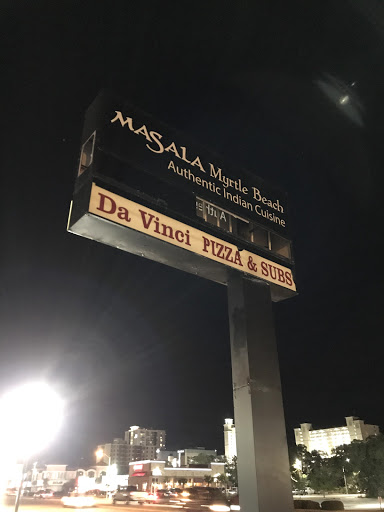 MASALA Myrtle Beach
Authentic Indian Cuisine
Da Vinci PIZZA & SUBS